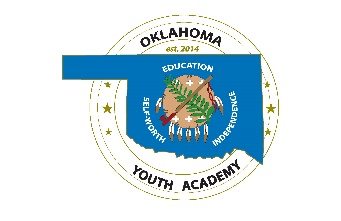 OKLAHOMA
est. 2014
EDUCATION
SELF-WORTH
INDEPENDENCE
YOUTH ACADEMY